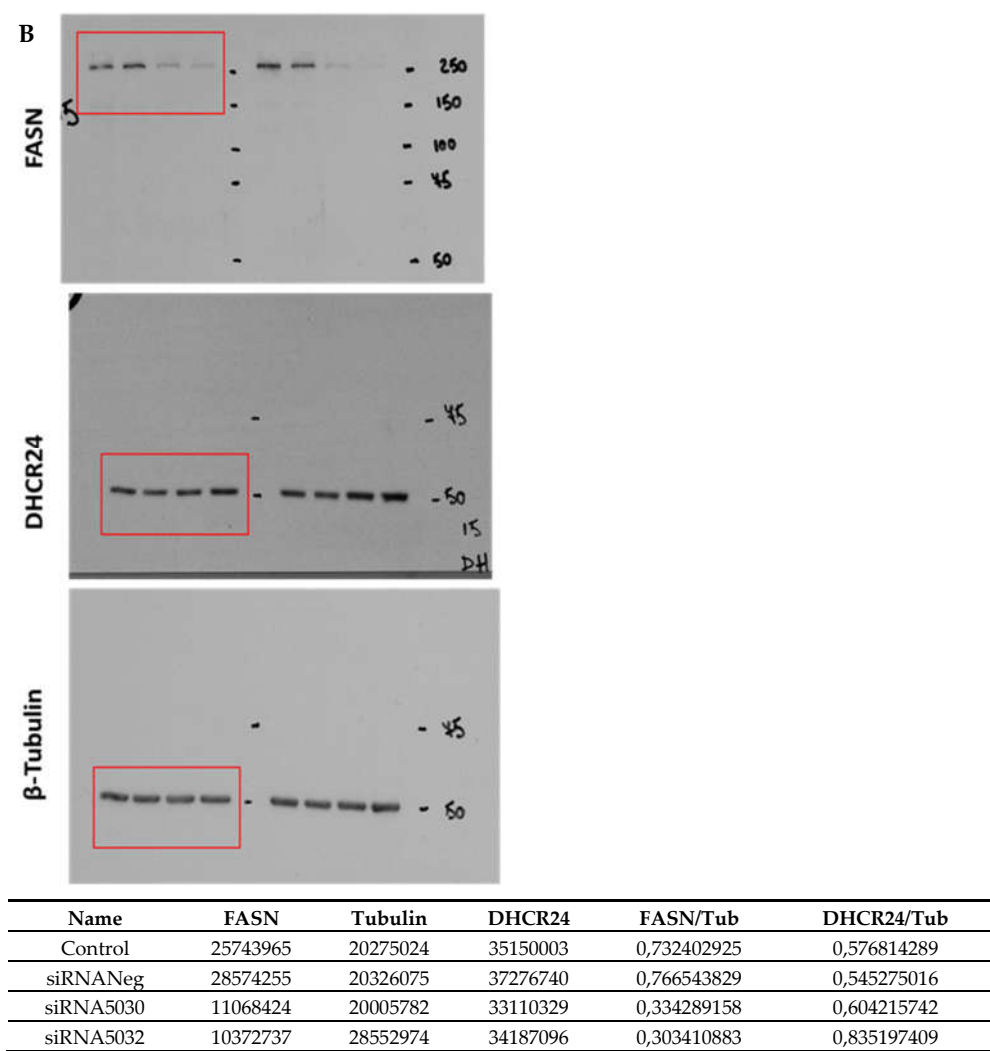 B
FASN
5
250
150
100
75
50
DHCR24
75
50
15
DH
β-Tubulin
75
50
Name FASN Tubulin DHCR24 FASN/Tub DHCR24/Tub
Control 25743965 20275024 35150003 0,732402925 0,576814289
siRNANeg 28574255 20326075 37276740 0,766543829 0,545275016
siRNA5030 11068424 20005782 33110329 0,334289158 0,604215742
siRNA5032 10372737 28552974 34187096 0,303410883 0,835197409